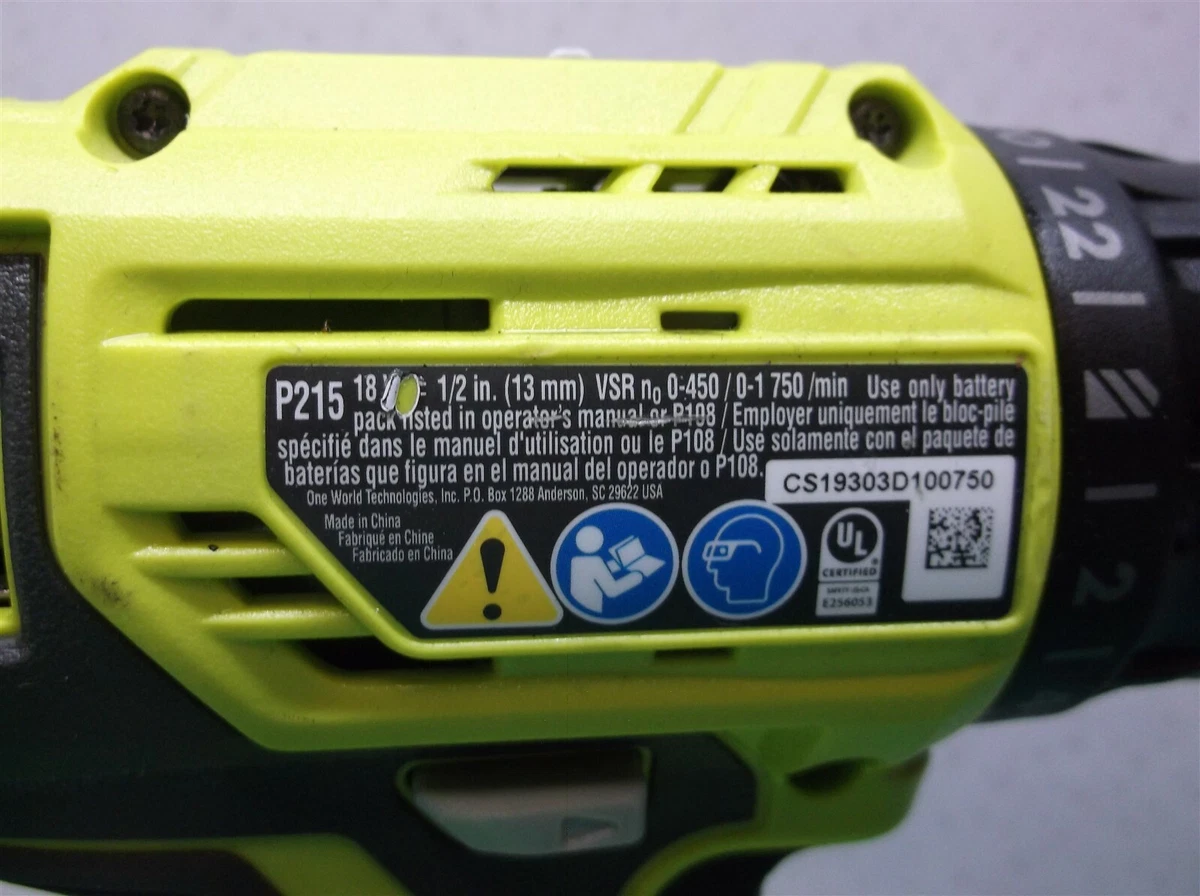 22
P215 18 1/2 in. (13 mm) VSR n0 0-450 / 0-1 750 /min Use only battery
pack listed in operator's manual or P108 / Employer uniquement le bloc-pile
spécifié dans le manuel d'utilisation ou le P108 / Use solamente con el paquete de
baterías que figura en el manual del operador o P108.
CS19303D100750
One World Technologies, Inc. P.O. Box 1288 Anderson, SC 29622 USA
Made in China
Fabriqué en Chine
Fabricado en China
UL
CERTIFIED
E256053
2